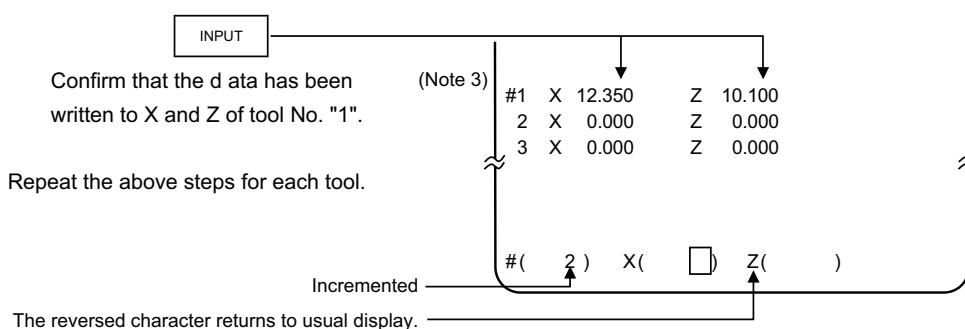 INPUT
Confirm that the d ata has been
written to X and Z of tool No. "1".
(Note 3)
#1 X 12.350 Z 10.100
2 X 0.000 Z 0.000
3 X 0.000 Z 0.000
Repeat the above steps for each tool.
#( 2 ) X( ) Z( )
Incremented
The reversed character returns to usual display.